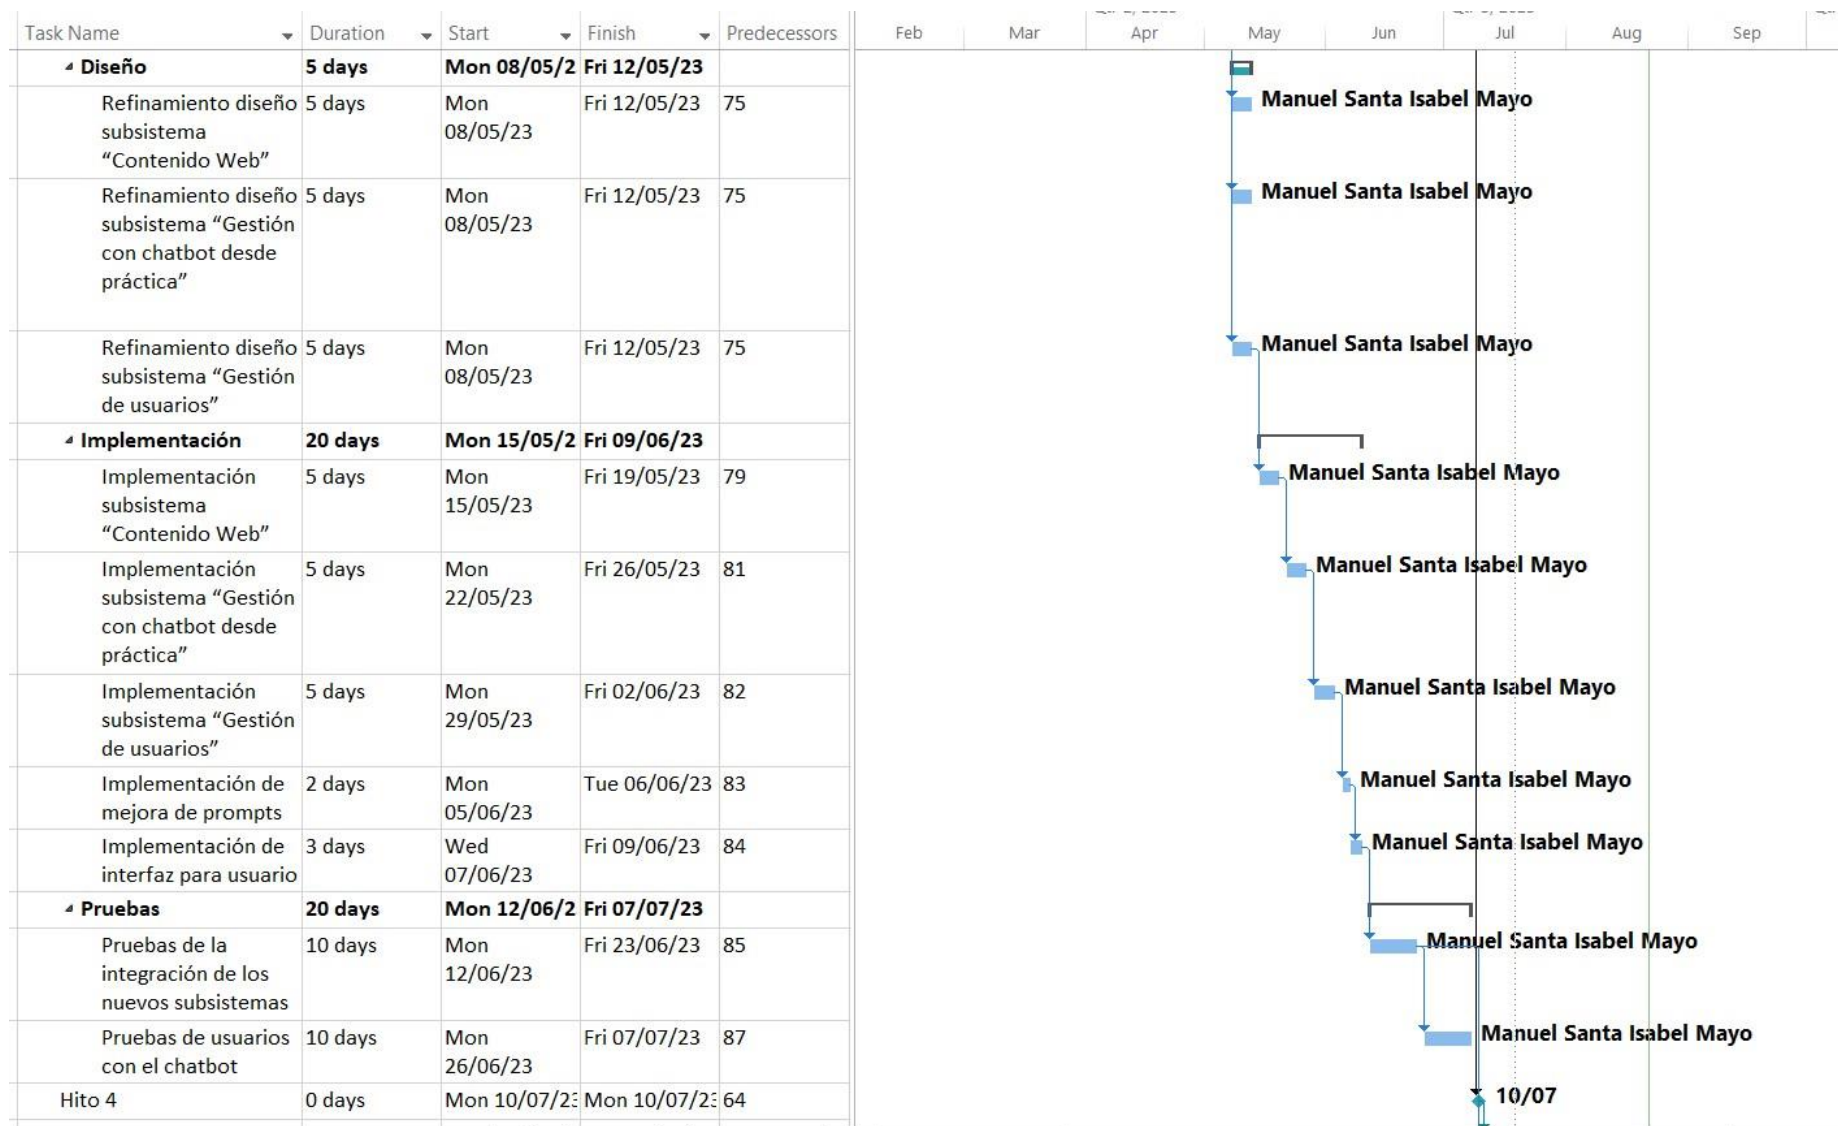 Task Name Duration Start Finish Predecessors Feb Mar Apr May Jun Jul Aug Sep
Diseño 5 days Mon 08/05/2 Fri 12/05/23
Refinamiento diseño 5 days Mon Fri 12/05/23 75 Manuel Santa Isabel Mayo
subsistema 08/05/23
“Contenido Web”
Refinamiento diseño 5 days Mon Fri 12/05/23 75 Manuel Santa Isabel Mayo
subsistema “Gestión 08/05/23
con chatbot desde
práctica”
Refinamiento diseño 5 days Mon Fri 12/05/23 75 Manuel Santa Isabel Mayo
subsistema “Gestión 08/05/23
de usuarios”
Implementación 20 days Mon 15/05/2 Fri 09/06/23
Implementación 5 days Mon Fri 19/05/23 79 Manuel Santa Isabel Mayo
subsistema 15/05/23
“Contenido Web”
Implementación 5 days Mon Fri 26/05/23 81 Manuel Santa Isabel Mayo
subsistema “Gestión 22/05/23
con chatbot desde
práctica”
Implementación 5 days Mon Fri 02/06/23 82 Manuel Santa Isabel Mayo
subsistema “Gestión 29/05/23
de usuarios”
Implementación de 2 days Mon Tue 06/06/23 83 Manuel Santa Isabel Mayo
mejora de prompts 05/06/23
Implementación de 3 days Wed Fri 09/06/23 84 Manuel Santa Isabel Mayo
interfaz para usuario 07/06/23
Pruebas 20 days Mon 12/06/2 Fri 07/07/23
Pruebas de la 10 days Mon Fri 23/06/23 85 Manuel Santa Isabel Mayo
integración de los 12/06/23
nuevos subsistemas
Pruebas de usuarios 10 days Mon Fri 07/07/23 87 Manuel Santa Isabel Mayo
con el chatbot 26/06/23
Hito 4 0 days Mon 10/07/23 Mon 10/07/23 64 10/07